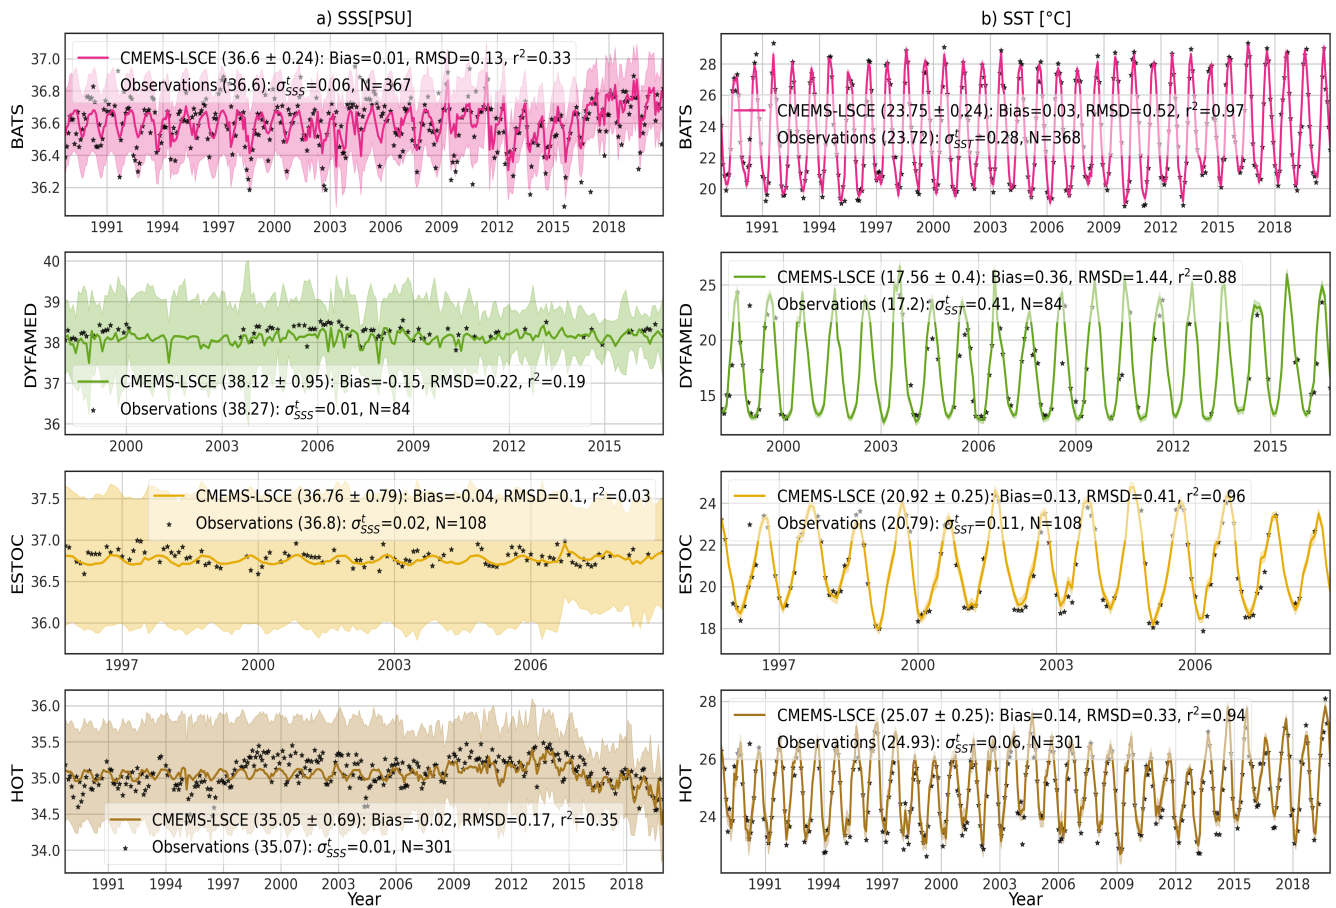 a) SSS[PSU]
37.0
36.8
36.6
36.4
36.2
BATS
CMEMS-LSCE (36.6 ± 0.24): Bias=0.01, RMSD=0.13, r²=0.33
Observations (36.6): σᵗSSS=0.06, N=367
1991 1994 1997 2000 2003 2006 2009 2012 2015 2018
b) SST [°C]
28
26
24
22
20
BATS
CMEMS-LSCE (23.75 ± 0.24): Bias=0.03, RMSD=0.52, r²=0.97
Observations (23.72): σᵗSST=0.28, N=368
1991 1994 1997 2000 2003 2006 2009 2012 2015 2018
40
39
38
37
36
DYFAMED
CMEMS-LSCE (38.12 ± 0.95): Bias=-0.15, RMSD=0.22, r²=0.19
Observations (38.27): σᵗSSS=0.01, N=84
2000 2003 2006 2009 2012 2015
25
20
15
DYFAMED
CMEMS-LSCE (17.56 ± 0.4): Bias=0.36, RMSD=1.44, r²=0.88
Observations (17.2): σᵗSST=0.41, N=84
2000 2003 2006 2009 2012 2015
37.5
37.0
36.5
36.0
ESTOC
CMEMS-LSCE (36.76 ± 0.79): Bias=-0.04, RMSD=0.1, r²=0.03
Observations (36.8): σᵗSSS=0.02, N=108
1997 2000 2003 2006
24
22
20
18
ESTOC
CMEMS-LSCE (20.92 ± 0.25): Bias=0.13, RMSD=0.41, r²=0.96
Observations (20.79): σᵗSST=0.11, N=108
1997 2000 2003 2006
36.0
35.5
35.0
34.5
34.0
HOT
CMEMS-LSCE (35.05 ± 0.69): Bias=-0.02, RMSD=0.17, r²=0.35
Observations (35.07): σᵗSSS=0.01, N=301
1991 1994 1997 2000 2003 2006 2009 2012 2015 2018
Year
28
26
24
HOT
CMEMS-LSCE (25.07 ± 0.25): Bias=0.14, RMSD=0.33, r²=0.94
Observations (24.93): σᵗSST=0.06, N=301
1991 1994 1997 2000 2003 2006 2009 2012 2015 2018
Year